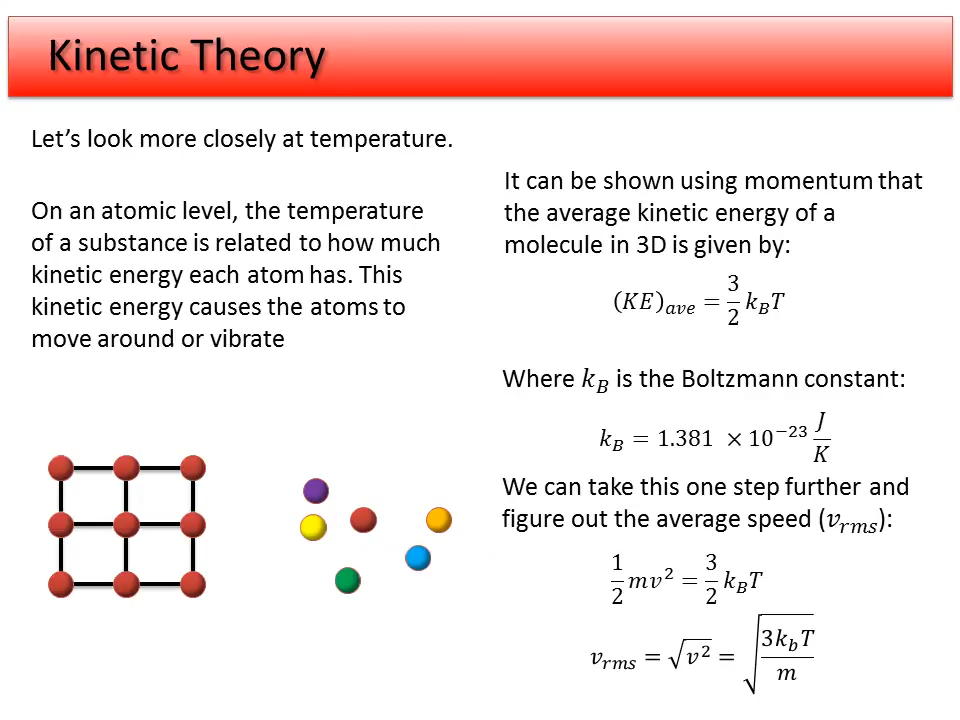 Kinetic Theory
Let's look more closely at temperature.
On an atomic level, the temperature
of a substance is related to how much
kinetic energy each atom has. This
kinetic energy causes the atoms to
move around or vibrate
It can be shown using momentum that
the average kinetic energy of a
molecule in 3D is given by:
(KE)_ave = 3/2 k_B T
Where k_B is the Boltzmann constant:
k_B = 1.381 × 10^−23 J/K
We can take this one step further and
figure out the average speed (v_rms):
1/2 mv^2 = 3/2 k_B T
v_rms = √v^2 = √(3k_b T/m)